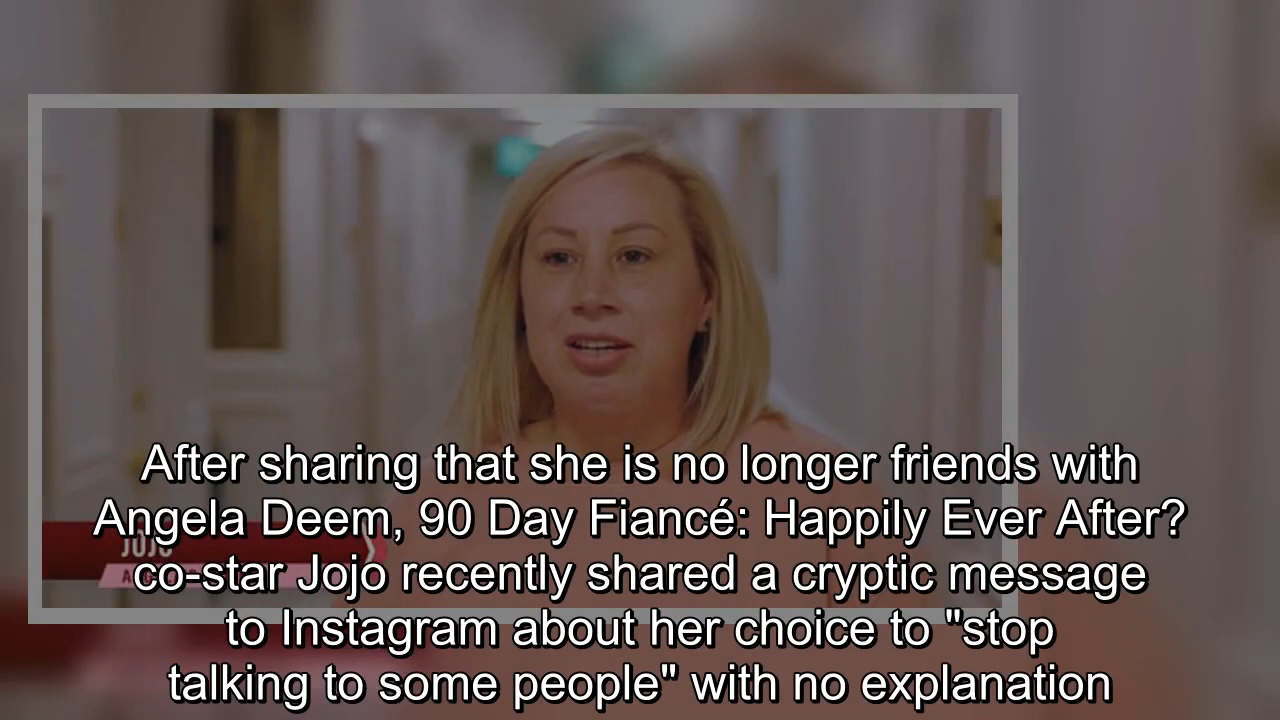 After sharing that she is no longer friends with
Angela Deem, 90 Day Fiancé: Happily Ever After?
JOJO
co-star Jojo recently shared a cryptic message
to Instagram about her choice to "stop
talking to some people" with no explanation